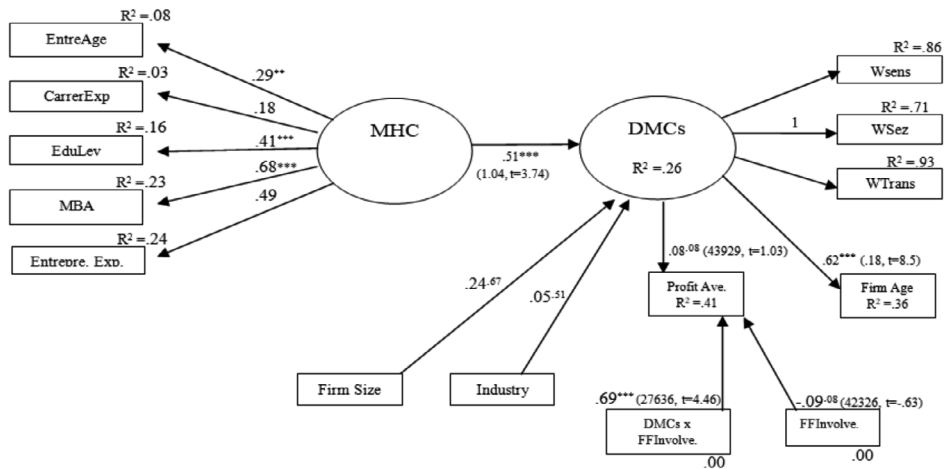 R² =.08
EntreAge
.29**
R² =.03
CarrerExp
.18
R² =.16
EduLev
.41***
R² =.23
MBA
.68***
R² =.24
Entrepre. Exp.
.49
MHC
.51***
(1.04, t=3.74)
DMCs
R² =.26
R² =.86
Wsens
R² =.71
WSez
1
R² =.93
WTrans
.08.08 (43929, t=1.03)
.62*** (.18, t=8.5)
Profit Ave.
R² =.41
Firm Age
R² =.36
.24.67
.05.51
Firm Size
Industry
.69*** (27636, t=4.46)
-.09.08 (42326, t=-.63)
DMCs x
FFInvolve.
.00
FFInvolve.
.00